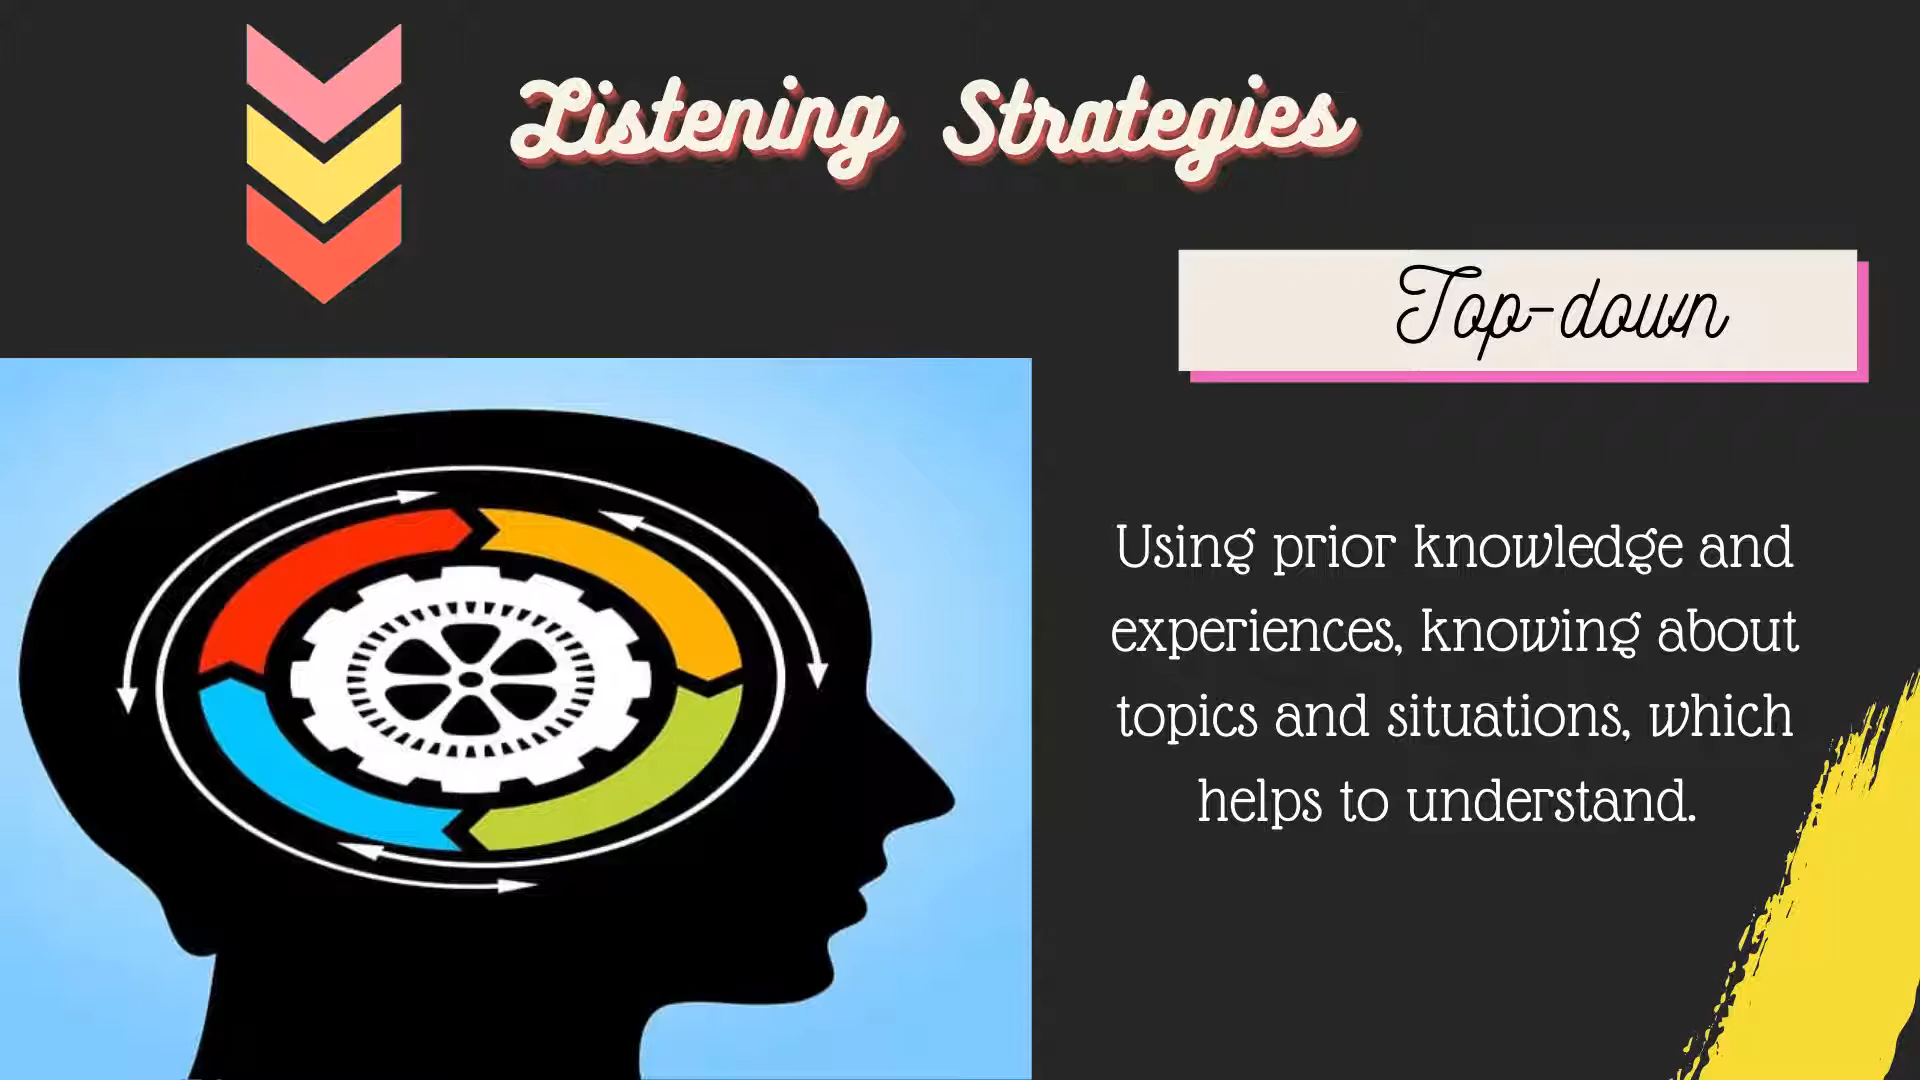 Listening Strategies
Top-down
Using prior knowledge and
experiences, knowing about
topics and situations, which
helps to understand.